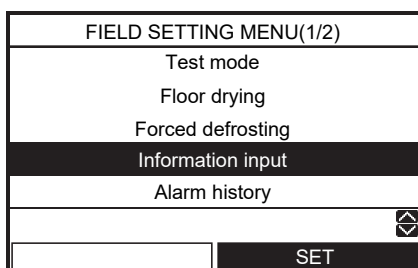 FIELD SETTING MENU(1/2)
Test mode
Floor drying
Forced defrosting
Information input
Alarm history
SET